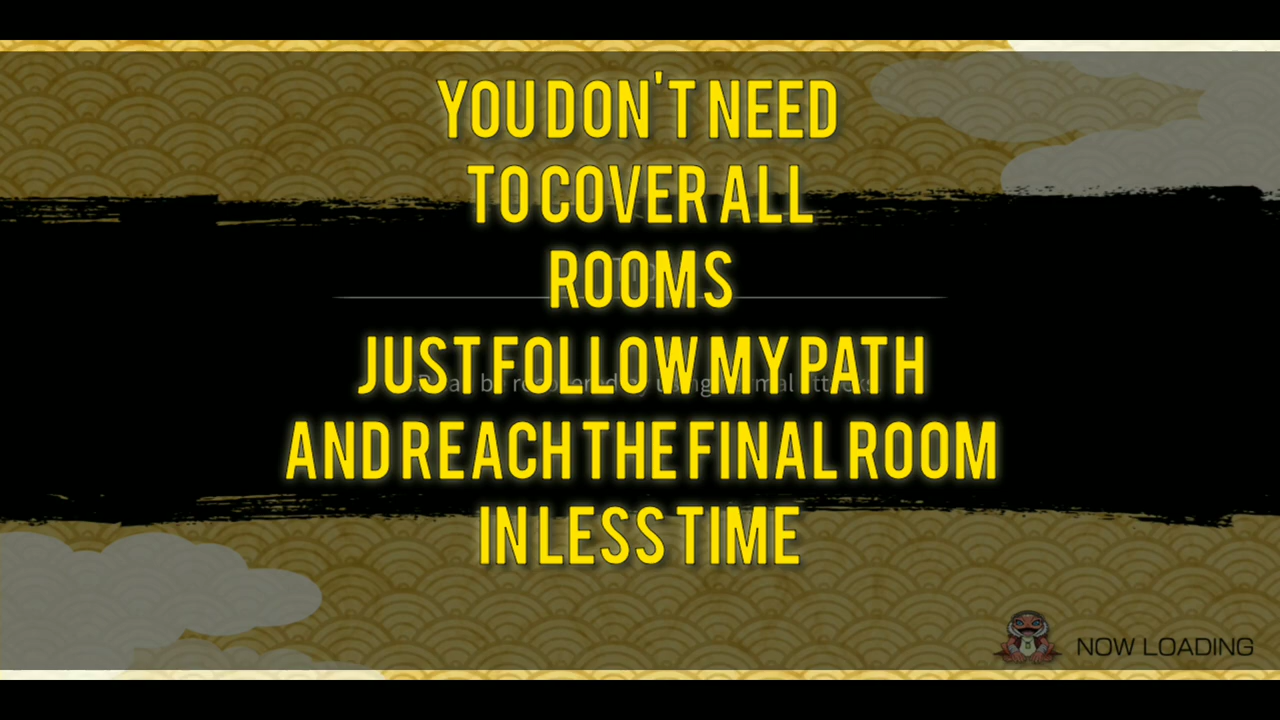 YOU DON'T NEED
TO COVER ALL
ROOMS
JUST FOLLOW MY PATH
AND REACH THE FINAL ROOM
IN LESS TIME
NOW LOADING